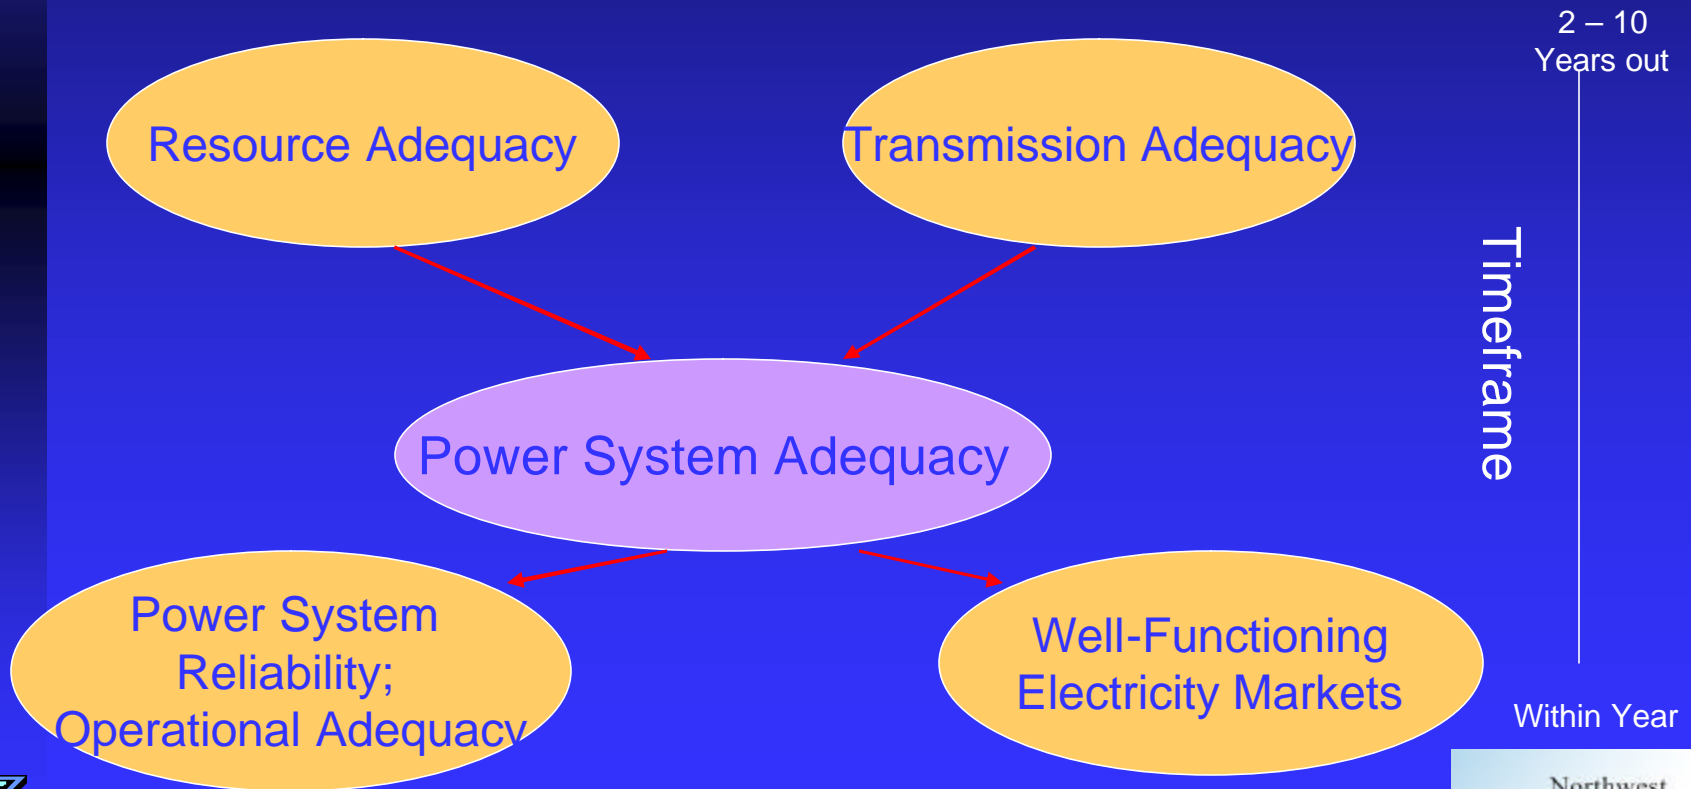 2 – 10
Years out
Resource Adequacy
Transmission Adequacy
Timeframe
Power System Adequacy
Power System
Reliability;
Operational Adequacy
Well-Functioning
Electricity Markets
Within Year
Northwest